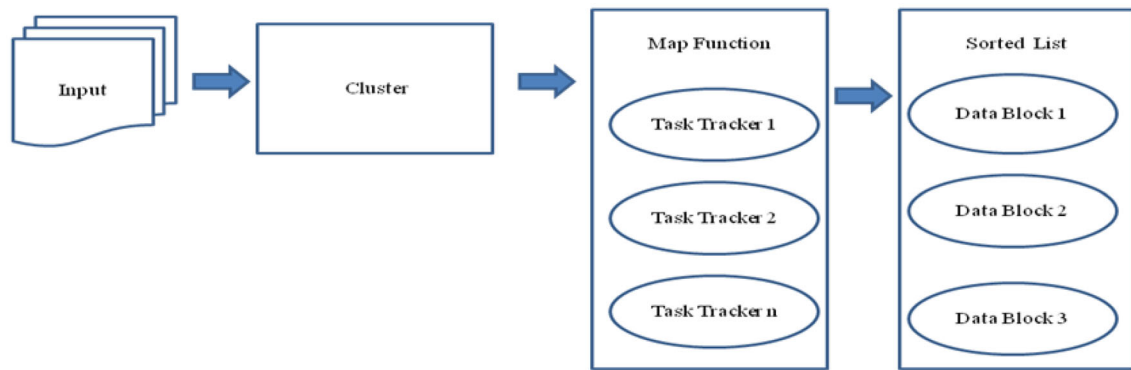 Input
Cluster
Map Function
Task Tracker 1
Task Tracker 2
Task Tracker n
Sorted List
Data Block 1
Data Block 2
Data Block 3